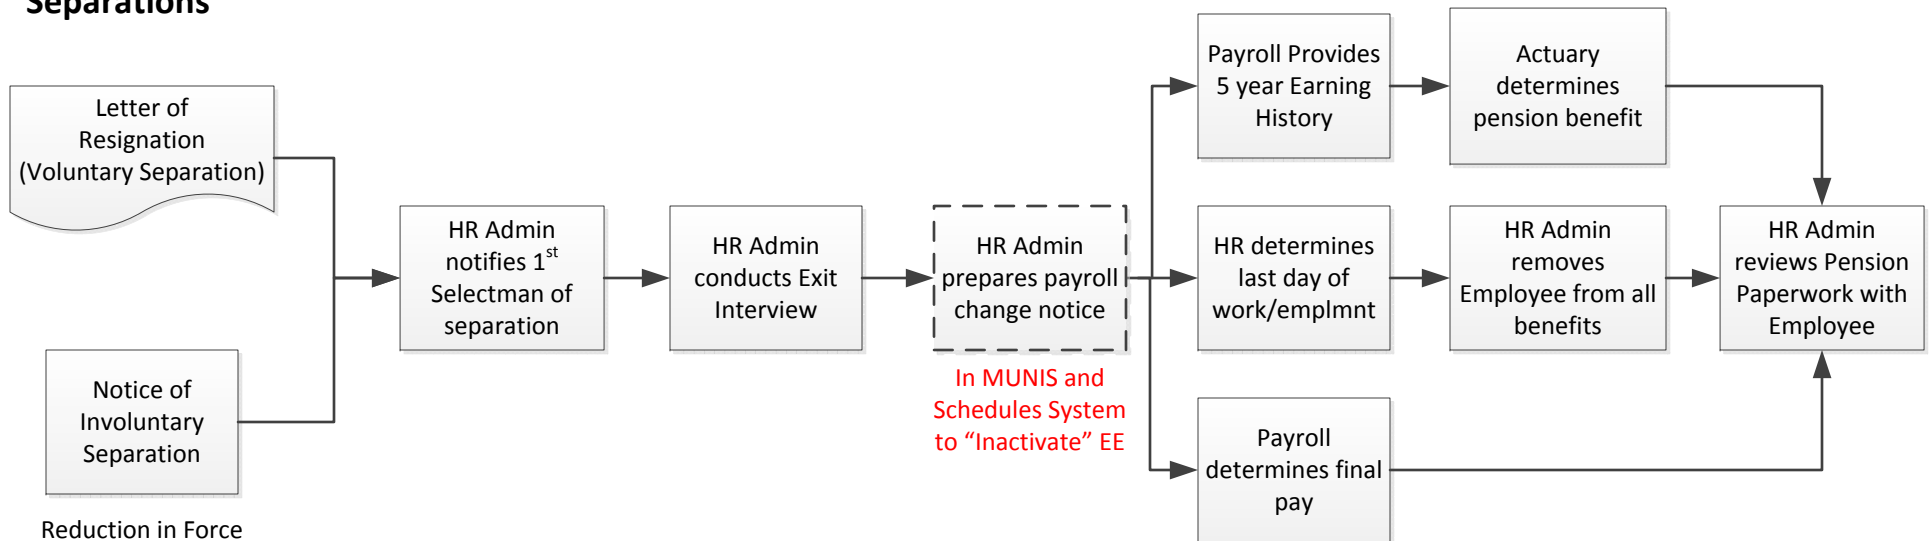 Separations
Letter of
Resignation
(Voluntary Separation)
Notice of
Involuntary
Separation
Reduction in Force
HR Admin
notifies 1st
Selectman of
separation
HR Admin
conducts Exit
Interview
HR Admin
prepares payroll
change notice
In MUNIS and
Schedules System
to “Inactivate” EE
Payroll Provides
5 year Earning
History
Actuary
determines
pension benefit
HR determines
last day of
work/emplmnt
HR Admin
removes
Employee from all
benefits
HR Admin
reviews Pension
Paperwork with
Employee
Payroll
determines final
pay